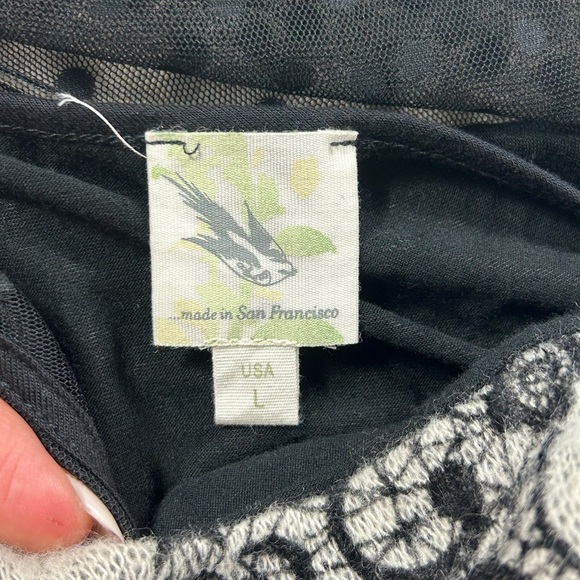 ...made in San Francisco
USA
L